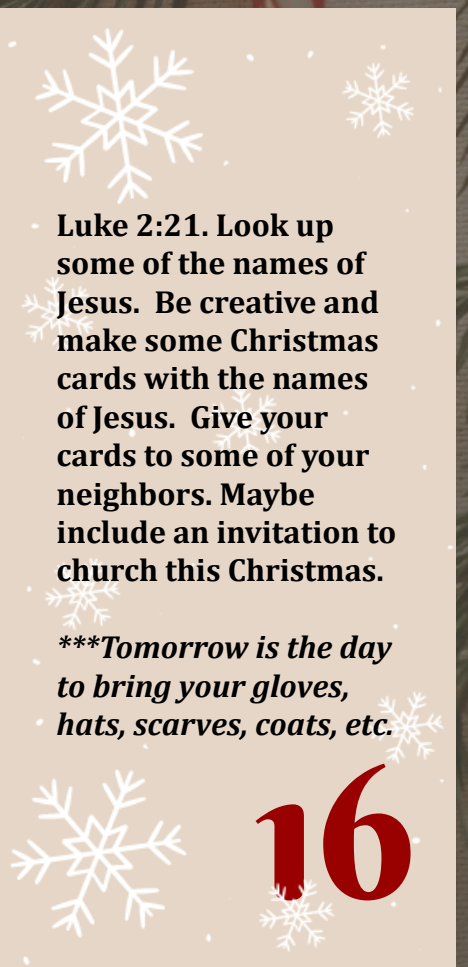 Luke 2:21. Look up
some of the names of
Jesus.  Be creative and
make some Christmas
cards with the names
of Jesus.  Give your
cards to some of your
neighbors. Maybe
include an invitation to
church this Christmas.
***Tomorrow is the day
to bring your gloves,
hats, scarves, coats, etc.
16